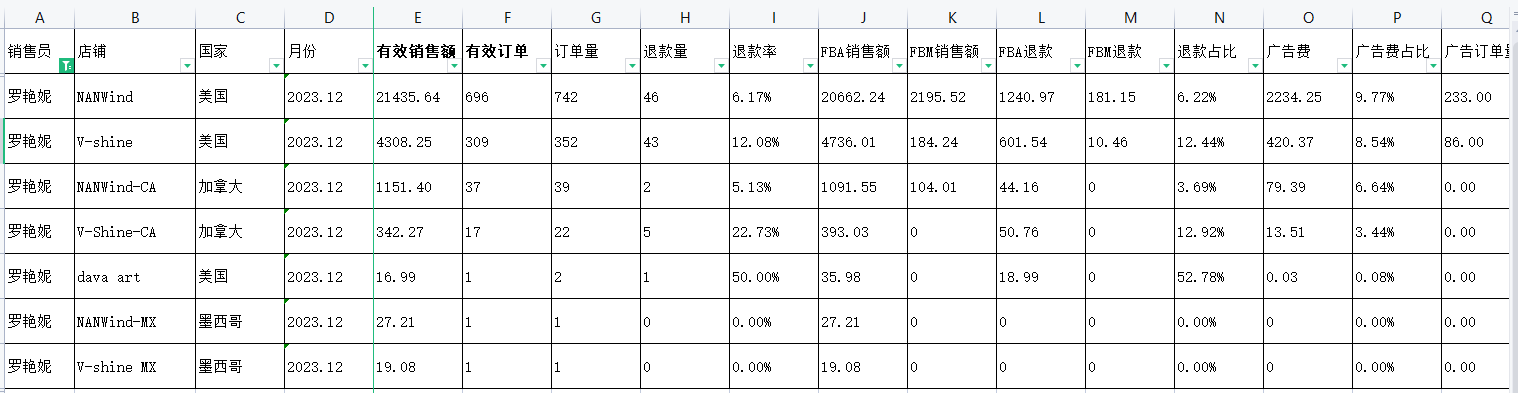 A B C D E F G H I J K L M N O P Q
销售员 店铺 国家 月份 有效销售额 有效订单 订单量 退款量 退款率 FBA销售额 FBM销售额 FBA退款 FBM退款 退款占比 广告费 广告费占比 广告订单量
罗艳妮 NANWind 美国 2023.12 21435.64 696 742 46 6.17% 20662.24 2195.52 1240.97 181.15 6.22% 2234.25 9.77% 233.00
罗艳妮 V-shine 美国 2023.12 4308.25 309 352 43 12.08% 4736.01 184.24 601.54 10.46 12.44% 420.37 8.54% 86.00
罗艳妮 NANWind-CA 加拿大 2023.12 1151.40 37 39 2 5.13% 1091.55 104.01 44.16 0 3.69% 79.39 6.64% 0.00
罗艳妮 V-Shine-CA 加拿大 2023.12 342.27 17 22 5 22.73% 393.03 0 50.76 0 12.92% 13.51 3.44% 0.00
罗艳妮 dava art 美国 2023.12 16.99 1 2 1 50.00% 35.98 0 18.99 0 52.78% 0.03 0.08% 0.00
罗艳妮 NANWind-MX 墨西哥 2023.12 27.21 1 1 0 0.00% 27.21 0 0 0 0.00% 0 0.00% 0.00
罗艳妮 V-shine MX 墨西哥 2023.12 19.08 1 1 0 0.00% 19.08 0 0 0 0.00% 0 0.00% 0.00